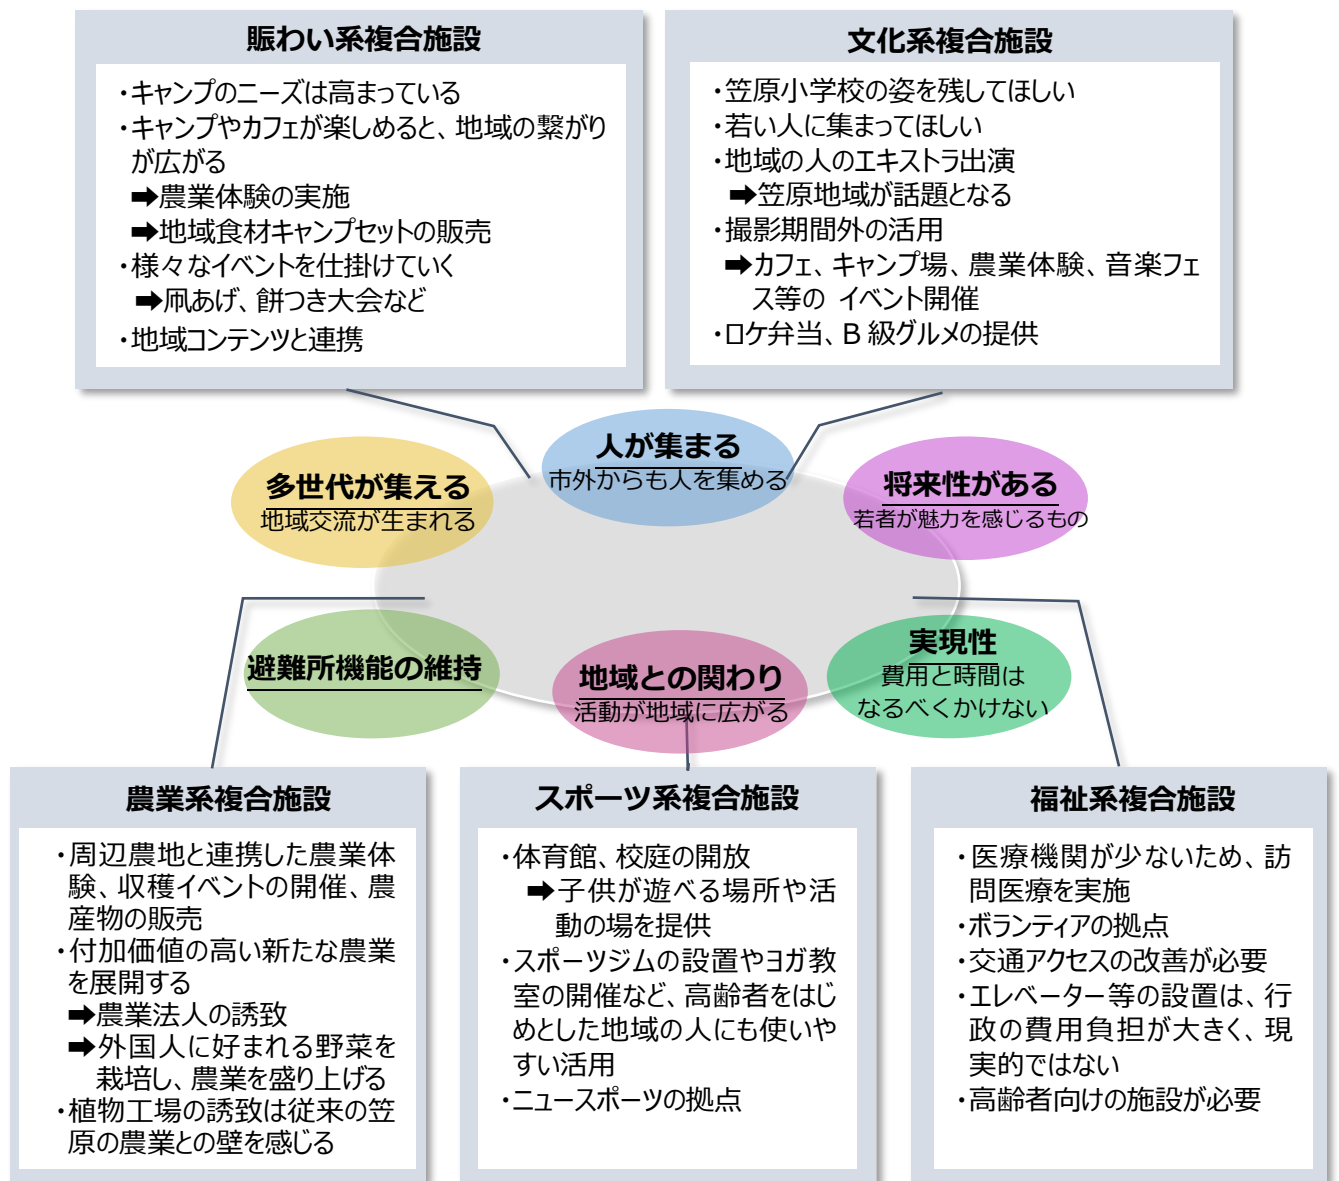 賑わい系複合施設
・キャンプのニーズは高まっている
・キャンプやカフェが楽しめると、地域の繋がり
が広がる
➡農業体験の実施
➡地域食材キャンプセットの販売
・様々なイベントを仕掛けていく
➡凧あげ、餅つき大会など
・地域コンテンツと連携
文化系複合施設
・笠原小学校の姿を残してほしい
・若い人に集まってほしい
・地域の人のエキストラ出演
➡笠原地域が話題となる
・撮影期間外の活用
➡カフェ、キャンプ場、農業体験、音楽フェ
ス等の イベント開催
・ロケ弁当、B 級グルメの提供
人が集まる
市外からも人を集める
多世代が集える
地域交流が生まれる
将来性がある
若者が魅力を感じるもの
避難所機能の維持
地域との関わり
活動が地域に広がる
実現性
費用と時間は
なるべくかけない
農業系複合施設
・周辺農地と連携した農業体
験、収穫イベントの開催、農
産物の販売
・付加価値の高い新たな農業
を展開する
➡農業法人の誘致
➡外国人に好まれる野菜を
栽培し、農業を盛り上げる
・植物工場の誘致は従来の笠
原の農業との壁を感じる
スポーツ系複合施設
・体育館、校庭の開放
➡子供が遊べる場所や活
動の場を提供
・スポーツジムの設置やヨガ教
室の開催など、高齢者をはじ
めとした地域の人にも使いや
すい活用
・ニュースポーツの拠点
福祉系複合施設
・医療機関が少ないため、訪
問医療を実施
・ボランティアの拠点
・交通アクセスの改善が必要
・エレベーター等の設置は、行
政の費用負担が大きく、現
実的ではない
・高齢者向けの施設が必要